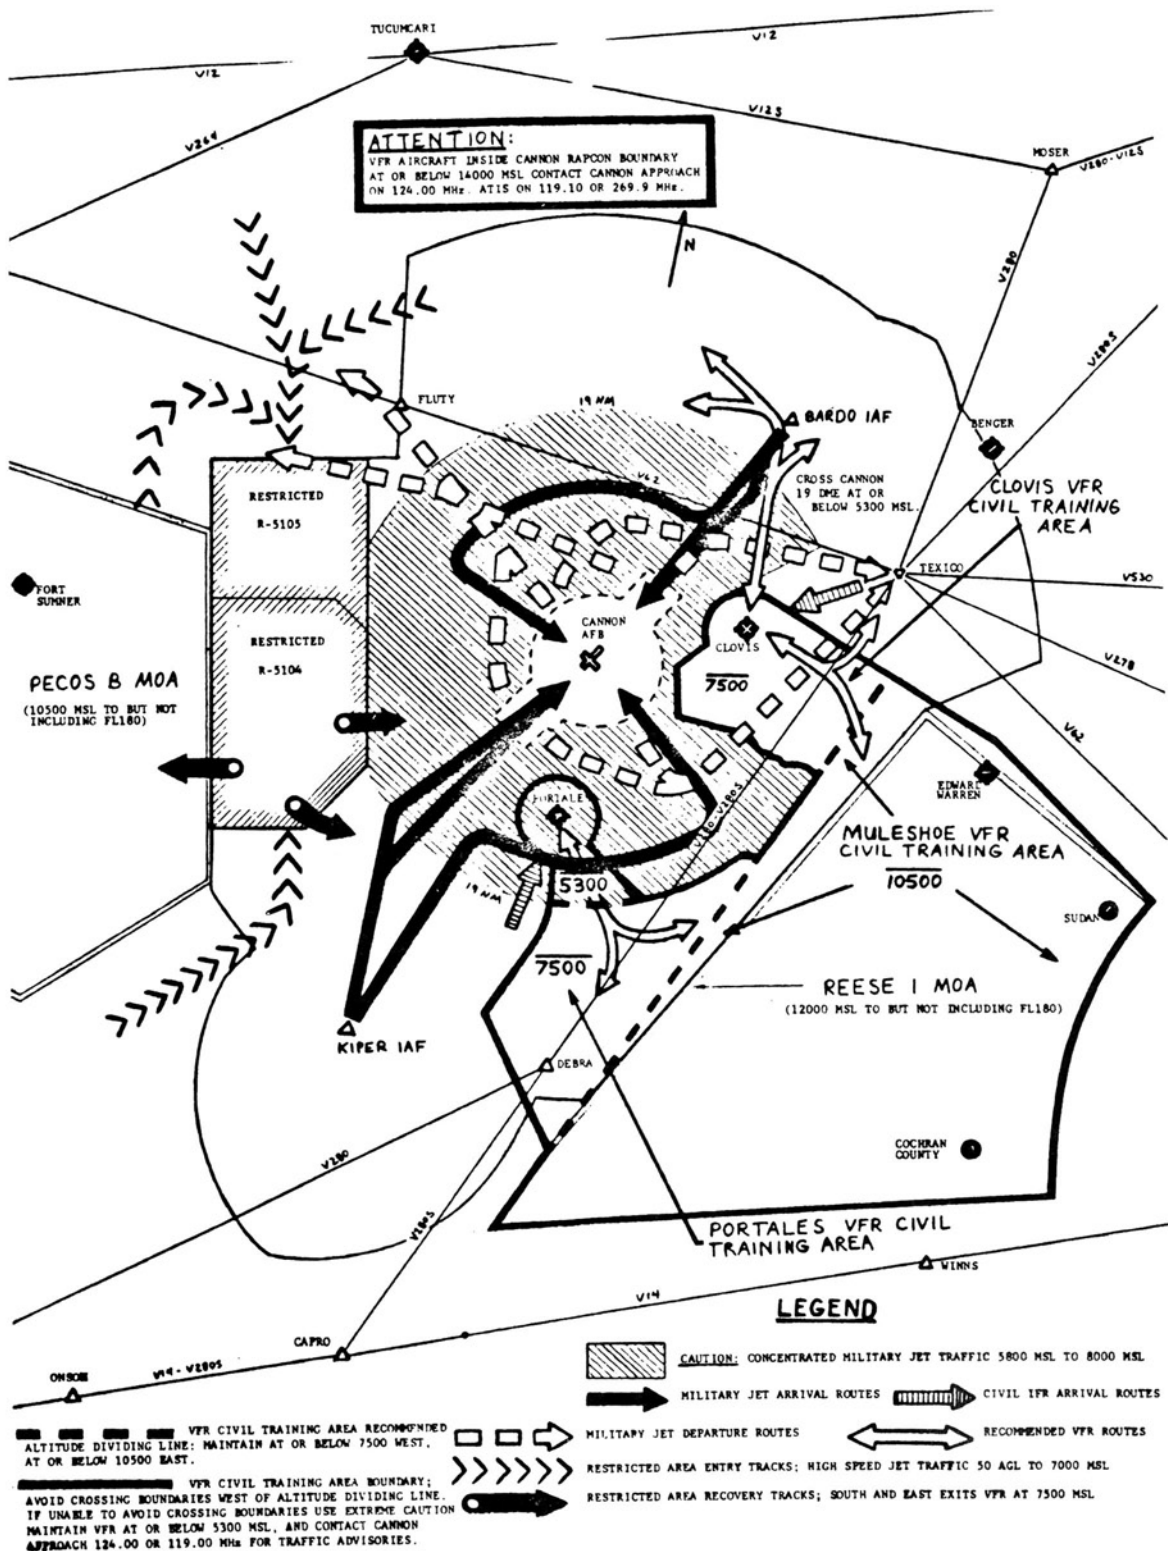 TUCUMCARI
V12
V12
V264
V12S
ATTENTION:
VFR AIRCRAFT INSIDE CANNON RAPCON BOUNDARY
AT OR BELOW 14000 MSL CONTACT CANNON APPROACH
ON 124.00 MHz. ATIS ON 119.10 OR 269.9 MHz.
MOSER
V280-V12S
N
V280
V280S
FLUTY
19 NM
BARDO IAF
BENGER
V62
CROSS CANNON
19 DME AT OR
BELOW 5300 MSL.
CLOVIS VFR
CIVIL TRAINING
AREA
RESTRICTED
R-5105
TEXICO
V530
FORT
SUMNER
CANNON
AFB
CLOVIS
RESTRICTED
R-5104
7500
V278
PECOS B MOA
(10500 MSL TO BUT NOT
INCLUDING FL180)
V62
EDWARD
WARREN
PORTALE
V280-V280S
MULESHOE VFR
CIVIL TRAINING AREA
10500
19 NM
5300
SUDAN
7500
REESE 1 MOA
(12000 MSL TO BUT NOT INCLUDING FL180)
KIPER IAF
DEBRA
V280
COCHRAN
COUNTY
V280S
PORTALES VFR CIVIL
TRAINING AREA
WINNS
V14
LEGEND
CAPRO
V14-V280S
CAUTION: CONCENTRATED MILITARY JET TRAFFIC 5800 MSL TO 8000 MSL
MILITARY JET ARRIVAL ROUTES
CIVIL IFR ARRIVAL ROUTES
VFR CIVIL TRAINING AREA RECOMMENDED
ALTITUDE DIVIDING LINE: MAINTAIN AT OR BELOW 7500 WEST,
AT OR BELOW 10500 EAST.
MILITARY JET DEPARTURE ROUTES
RECOMMENDED VFR ROUTES
RESTRICTED AREA ENTRY TRACKS; HIGH SPEED JET TRAFFIC 50 AGL TO 7000 MSL
VFR CIVIL TRAINING AREA BOUNDARY;
AVOID CROSSING BOUNDARIES WEST OF ALTITUDE DIVIDING LINE.
IF UNABLE TO AVOID CROSSING BOUNDARIES USE EXTREME CAUTION
MAINTAIN VFR AT OR BELOW 5300 MSL, AND CONTACT CANNON
APPROACH 124.00 OR 119.00 MHz FOR TRAFFIC ADVISORIES.
RESTRICTED AREA RECOVERY TRACKS; SOUTH AND EAST EXITS VFR AT 7500 MSL